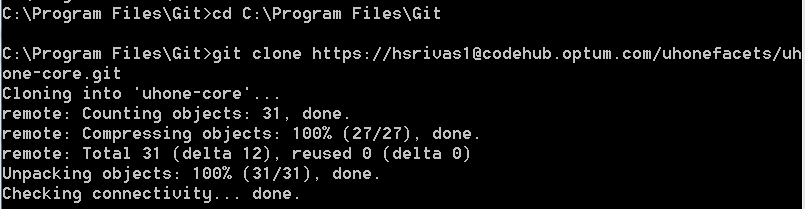 C:\Program Files\Git>cd C:\Program Files\Git
C:\Program Files\Git>git clone https://hsrivas1@codehub.optum.com/uhonefacets/uh
one-core.git
Cloning into 'uhone-core'...
remote: Counting objects: 31, done.
remote: Compressing objects: 100% (27/27), done.
remote: Total 31 (delta 12), reused 0 (delta 0)
Unpacking objects: 100% (31/31), done.
Checking connectivity... done.